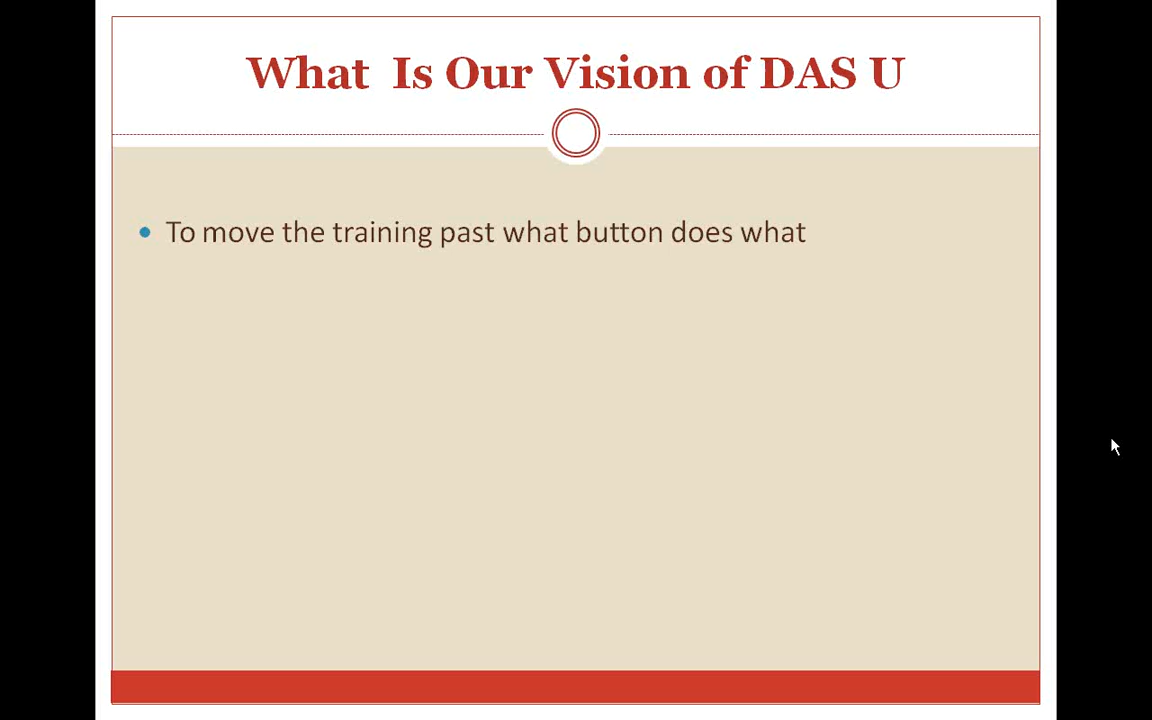 What  Is Our Vision of DAS U
• To move the training past what button does what